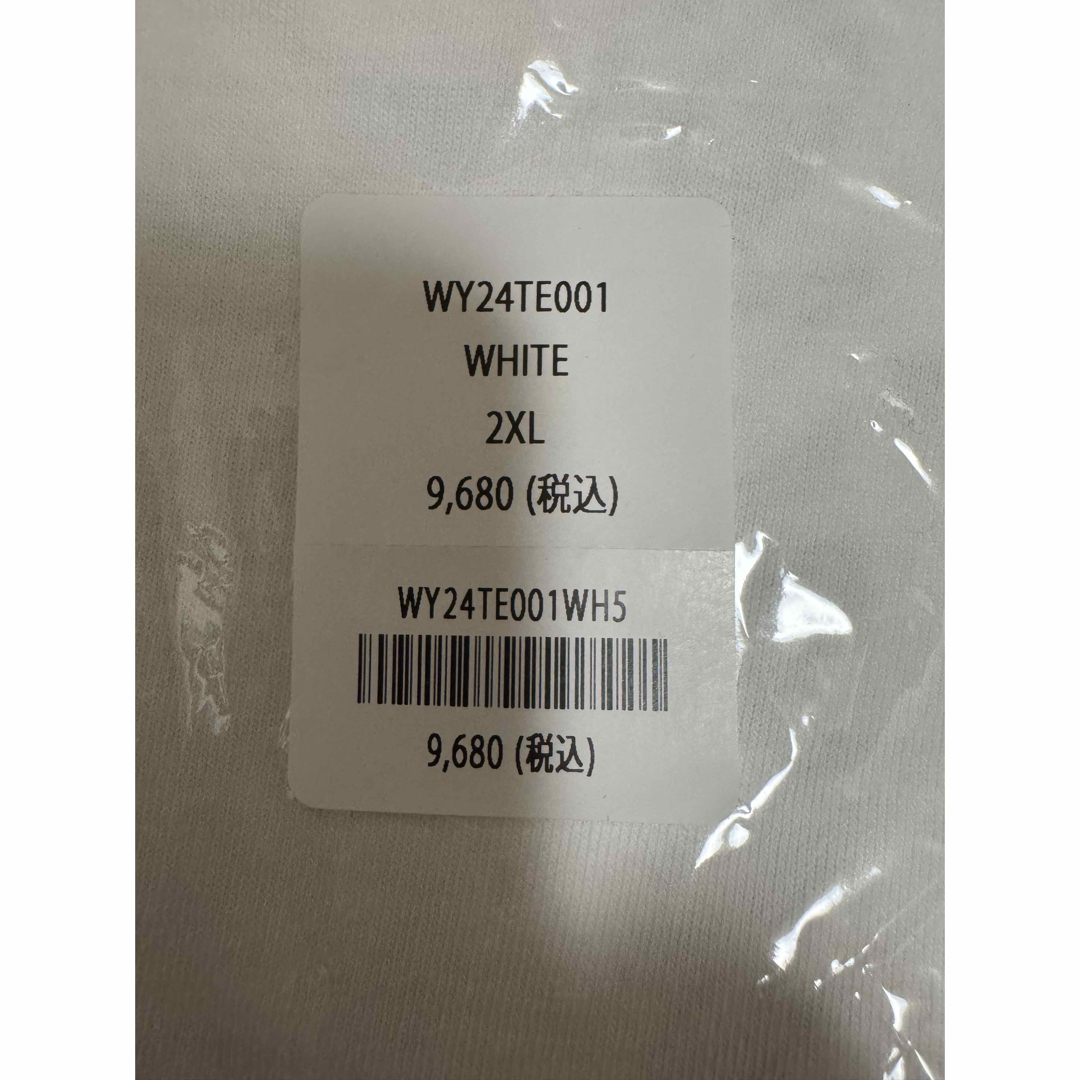 WY24TE001
WHITE
2XL
9,680 (税込)
WY24TE001WH5
9,680 (税込)